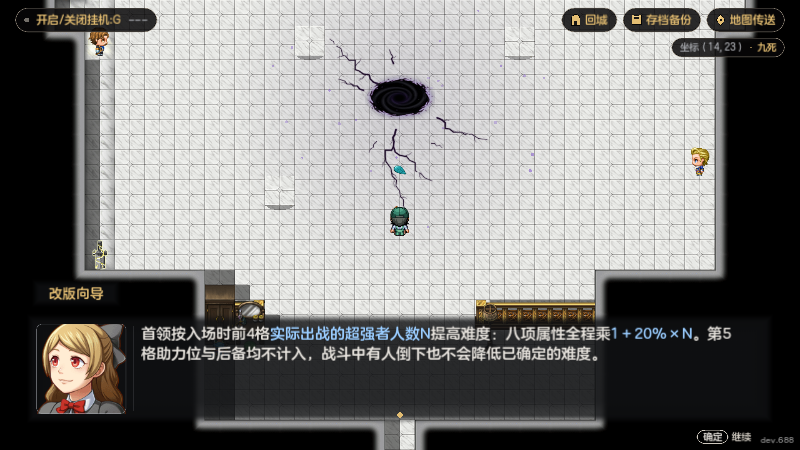 « 开启/关闭挂机:G ---
回城
存档备份
地图传送
坐标 (14,23) · 九死
改版向导
首领按入场时前4格实际出战的超强者人数N提高难度：八项属性全程乘1＋20%×N。第5
格助力位与后备均不计入，战斗中有人倒下也不会降低已确定的难度。
确定 继续
dev.688